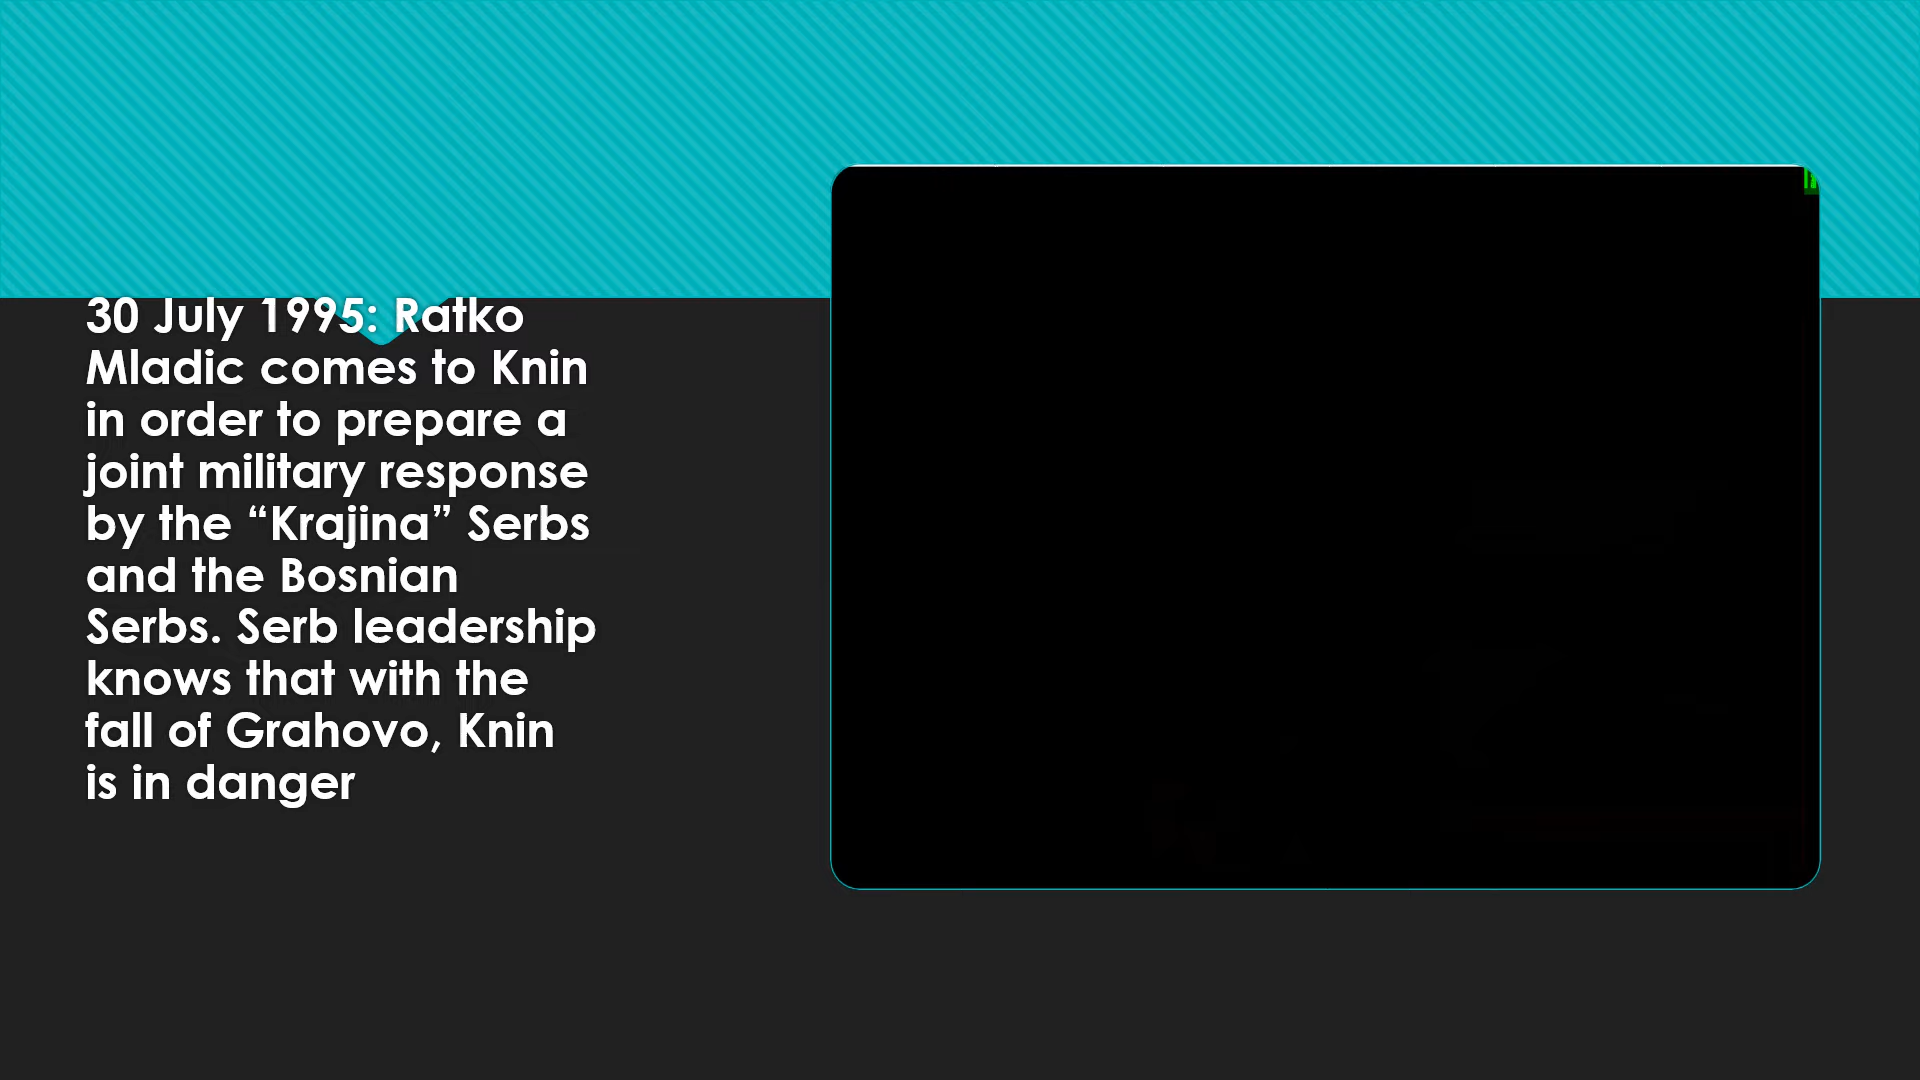 30 July 1995: Ratko
Mladic comes to Knin
in order to prepare a
joint military response
by the “Krajina” Serbs
and the Bosnian
Serbs. Serb leadership
knows that with the
fall of Grahovo, Knin
is in danger